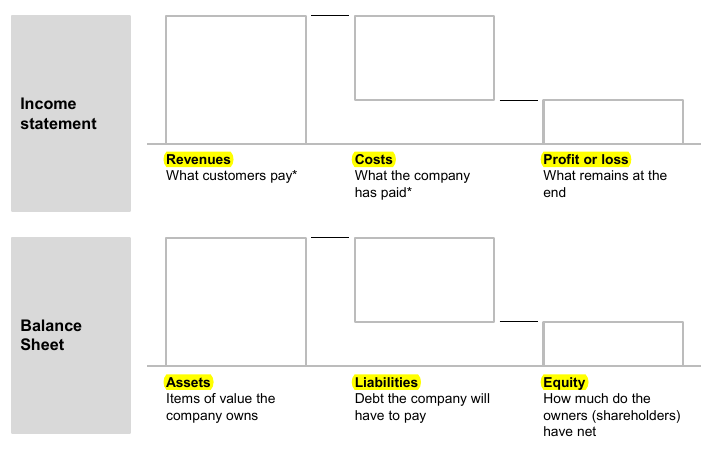 Income
statement
Revenues
What customers pay*
Costs
What the company
has paid*
Profit or loss
What remains at the
end
Balance
Sheet
Assets
Items of value the
company owns
Liabilities
Debt the company will
have to pay
Equity
How much do the
owners (shareholders)
have net